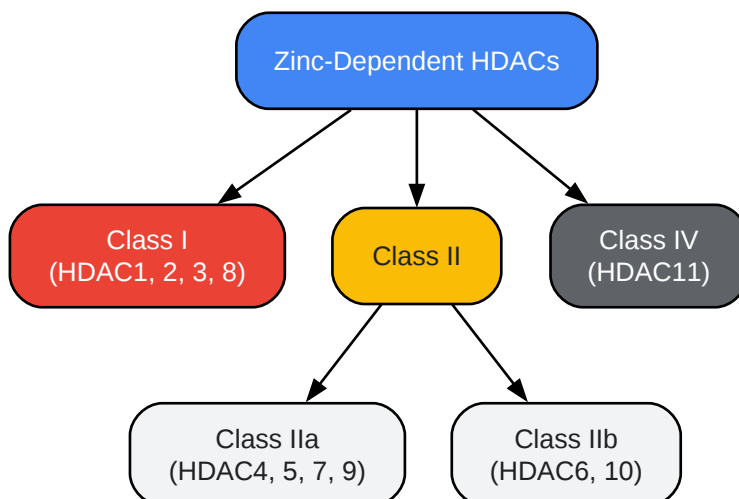 Zinc-Dependent HDACs
Class I
(HDAC1, 2, 3, 8)
Class II
Class IV
(HDAC11)
Class IIa
(HDAC4, 5, 7, 9)
Class IIb
(HDAC6, 10)